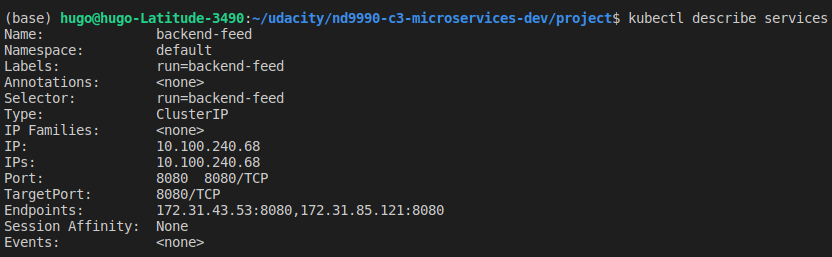 (base) hugo@hugo-Latitude-3490:~/udacity/nd9990-c3-microservices-dev/project$ kubectl describe services
Name:              backend-feed
Namespace:         default
Labels:            run=backend-feed
Annotations:       <none>
Selector:          run=backend-feed
Type:              ClusterIP
IP Families:       <none>
IP:                10.100.240.68
IPs:               10.100.240.68
Port:              8080  8080/TCP
TargetPort:        8080/TCP
Endpoints:         172.31.43.53:8080,172.31.85.121:8080
Session Affinity:  None
Events:            <none>